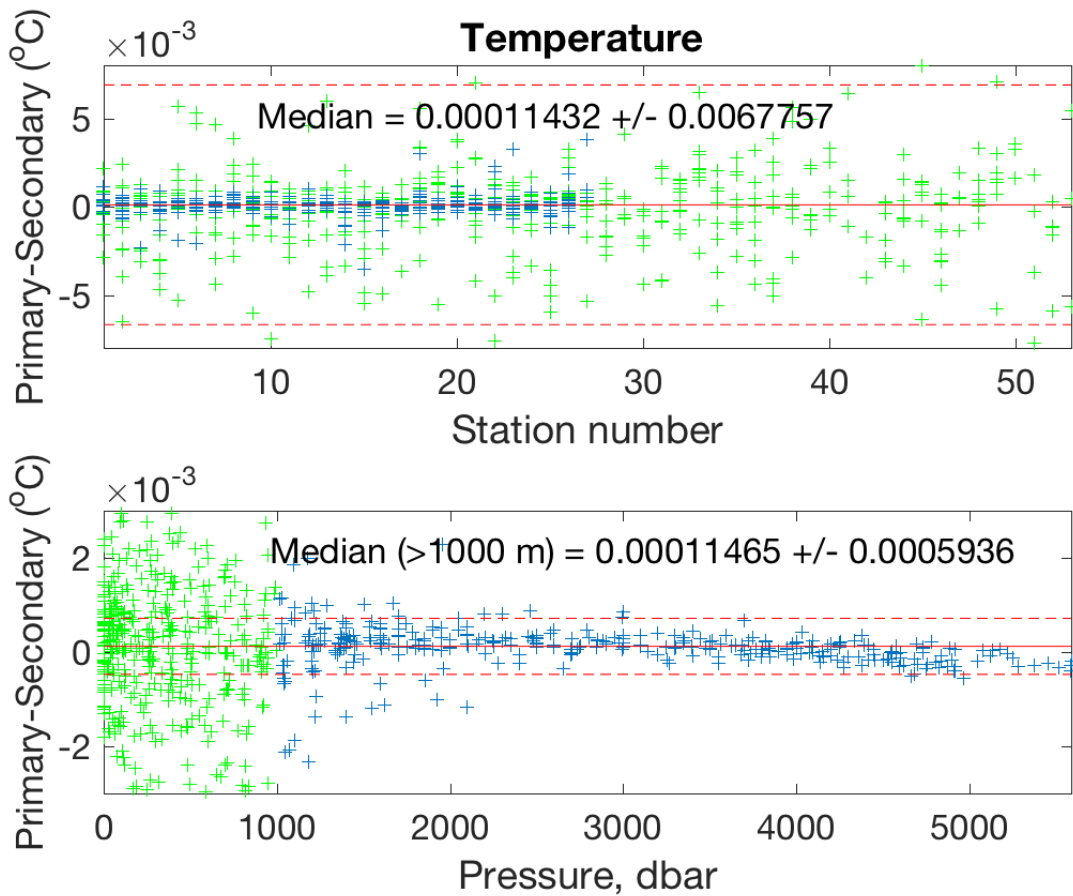 ×10-3
Temperature
Primary-Secondary (oC)
Median = 0.00011432 +/- 0.0067757
5
0
-5
10 20 30 40 50
Station number
×10-3
Primary-Secondary (oC)
Median (>1000 m) = 0.00011465 +/- 0.0005936
2
0
-2
0 1000 2000 3000 4000 5000
Pressure, dbar